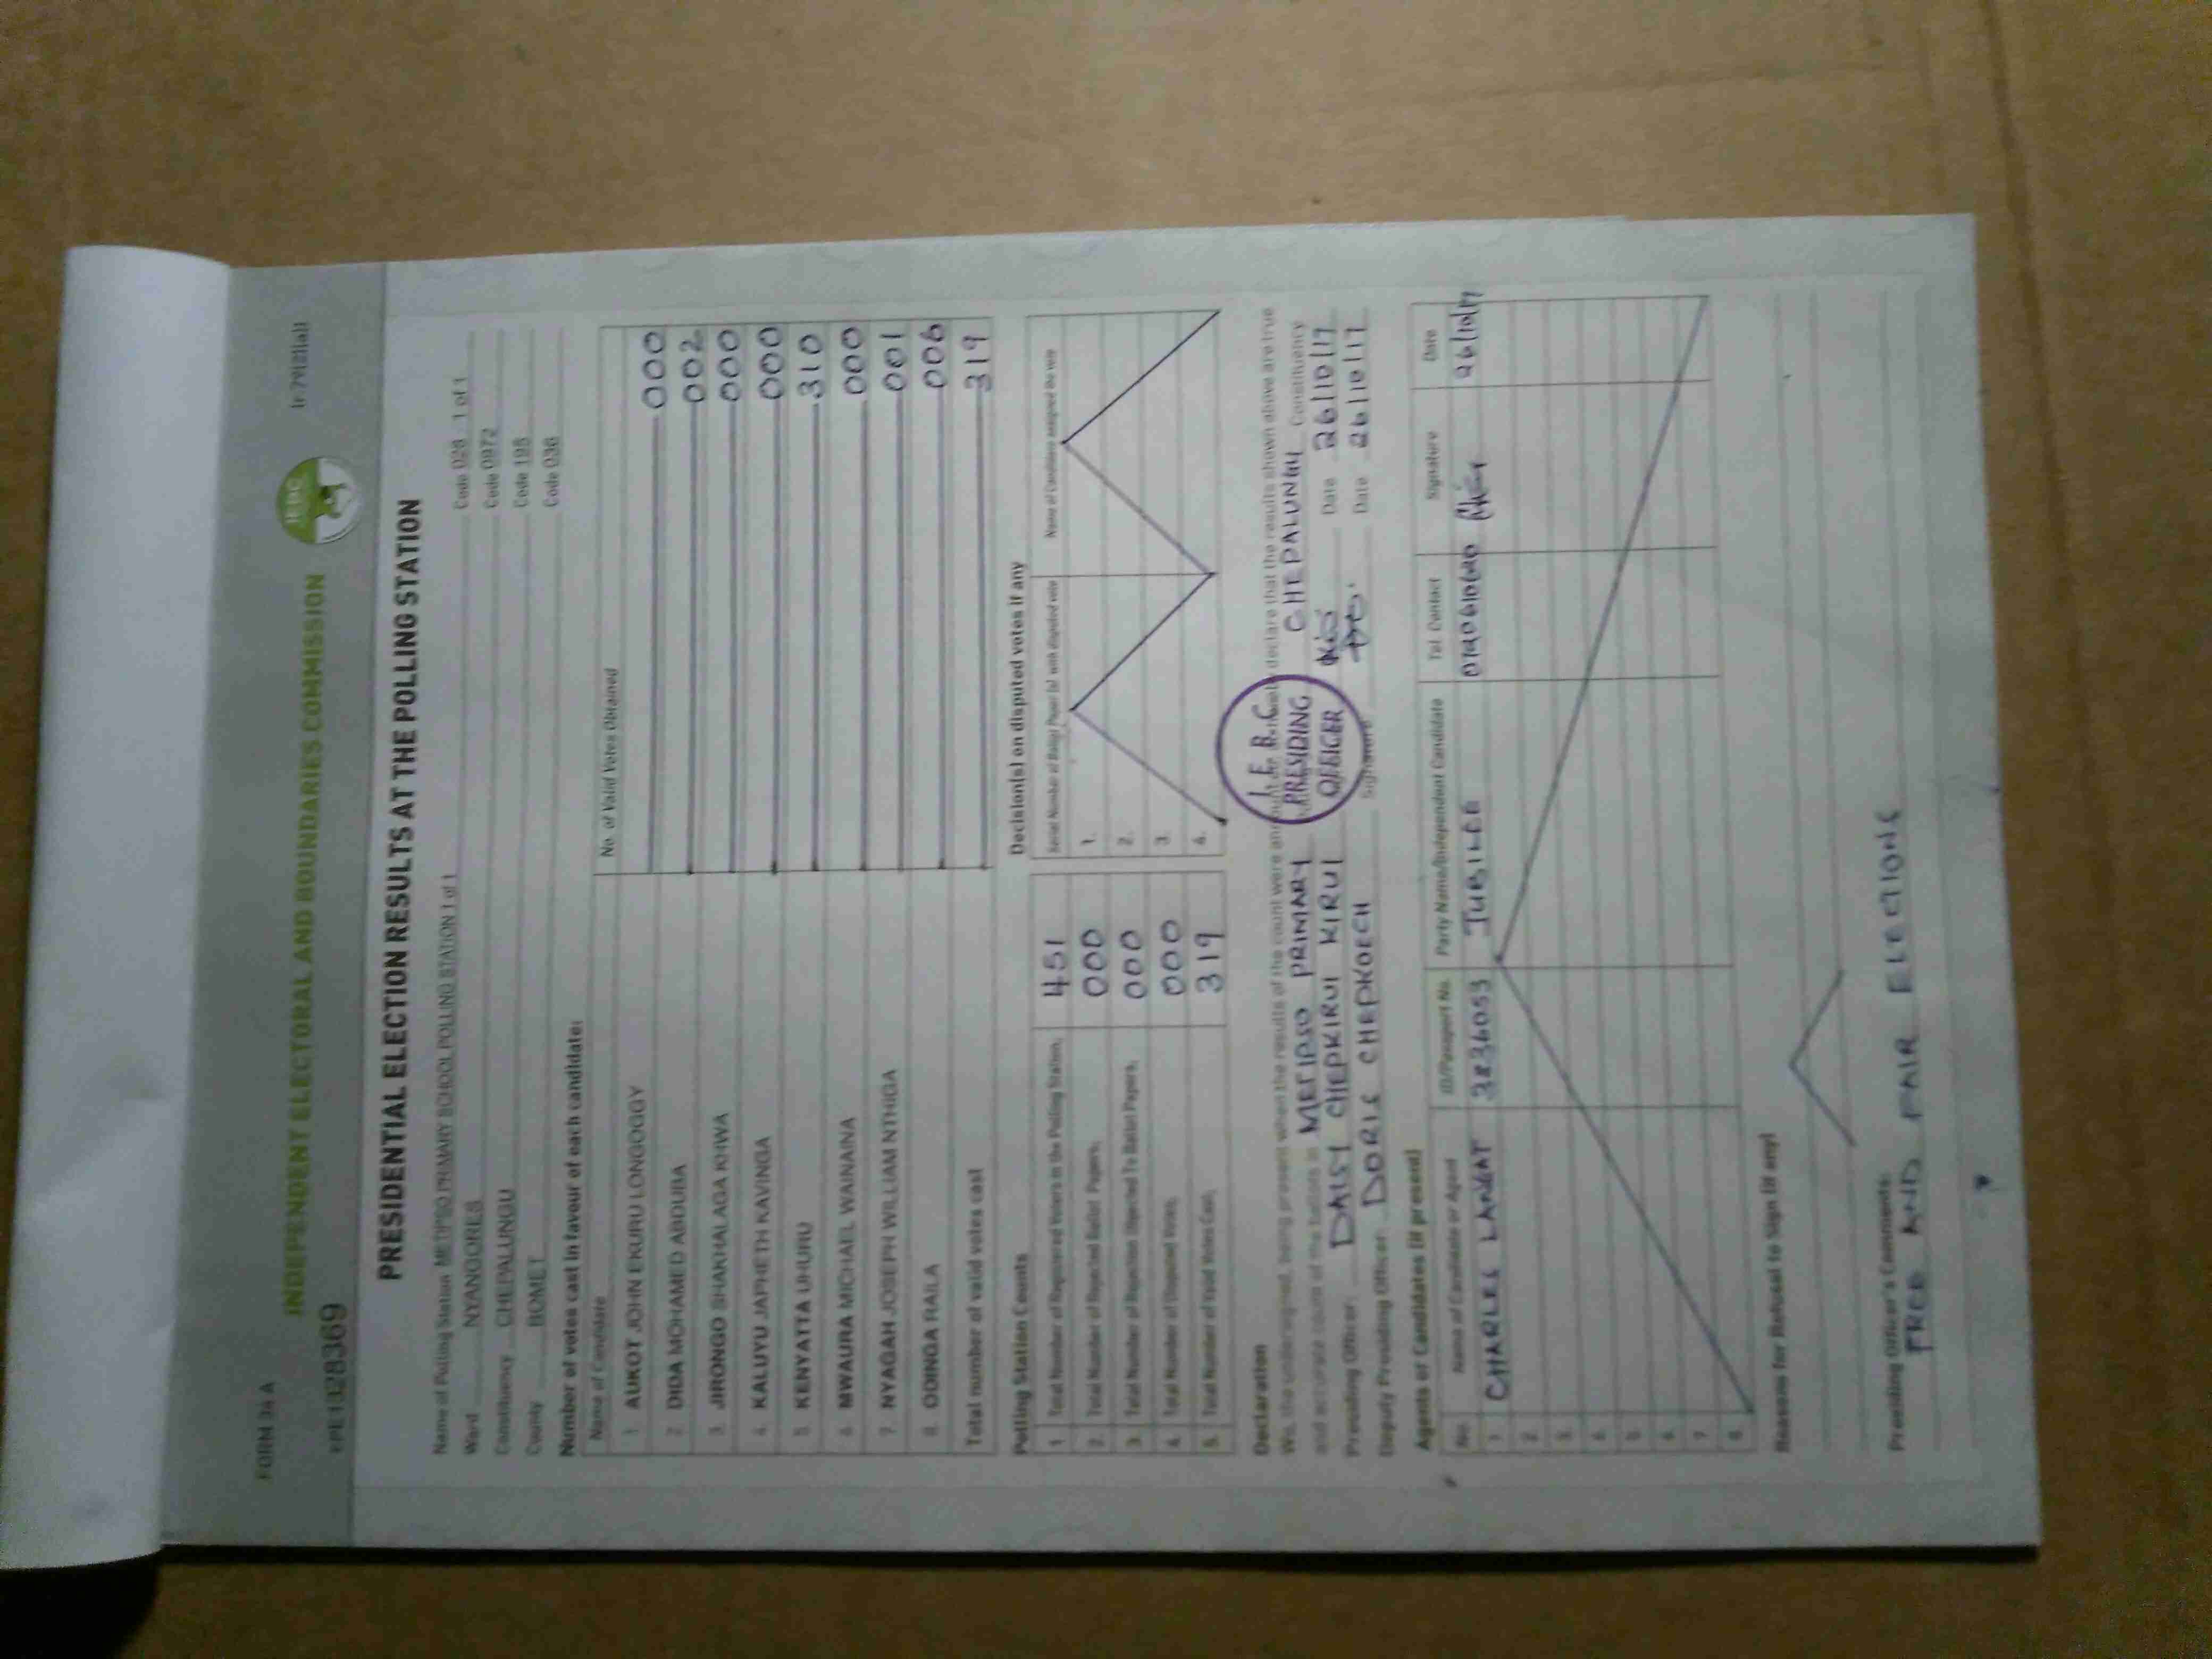 FORM 34 A
INDEPENDENT ELECTORAL AND BOUNDARIES COMMISSION
IEBC
(r.79(2)(a))
PRESIDENTIAL ELECTION RESULTS AT THE POLLING STATION
Name of Polling Station METIPSO PRIMARY SCHOOL POLLING STATION 1 of 1 Code 028 1 of 1
Ward NYANGORES Code 0972
Constituency CHEPALUNGU Code 195
County BOMET Code 036
Number of votes cast in favour of each candidate:
Name of Candidate No. of Valid Votes Obtained
1 AUKOT JOHN EKURU LONGOGGY 000
2 DIDA MOHAMED ABDUBA 002
3 JIRONGO SHAKHALAGA KHWA 000
4. KALUYU JAPHETH KAVINGA 000
5. KENYATTA UHURU 310
6 MWAURA MICHAEL WAINAINA 000
7. NYAGAH JOSEPH WILLIAM NTHIGA 001
8 ODINGA RAILA 006
Total number of valid votes cast 319
Polling Station Counts
1 Total Number of Registered Voters in the Polling Station, 451
2. Total Number of Rejected Ballot Papers, 000
3. Total Number of Rejection Objected To Ballot Papers, 000
4. Total Number of Disputed Votes, 000
5. Total Number of Valid Votes Cast, 319
Decision(s) on disputed votes if any
Serial Number of Ballot Paper (s) with disputed vote Name of Candidate assigned the vote
1.
2.
3.
4.
Declaration
We, the undersigned, being present when the results of the count were declare that the results shown above are true
and accurate count of the ballots in METIPSO PRIMARY CHEPALUNGU Constituency
Presiding Officer: DAISY CHEPKIRUI KIRUI Date 26/10/17
Deputy Presiding Officer: DORIS CHEPKOECH Signature Date 26/10/17
I.E.B.C
PRESIDING
OFFICER
Agents or Candidates (if present)
No. Name of Candidate or Agent ID/Passport No. Party Name/Independent Candidate Tel. Contact Signature Date
1 CHARLES LANGAT JUBILEE 26/10/17
2.
3.
4.
5.
6.
7.
8.
Reasons for Refusal to Sign (if any)
Presiding Officer's Comments:
FREE AND FAIR ELECTIONS